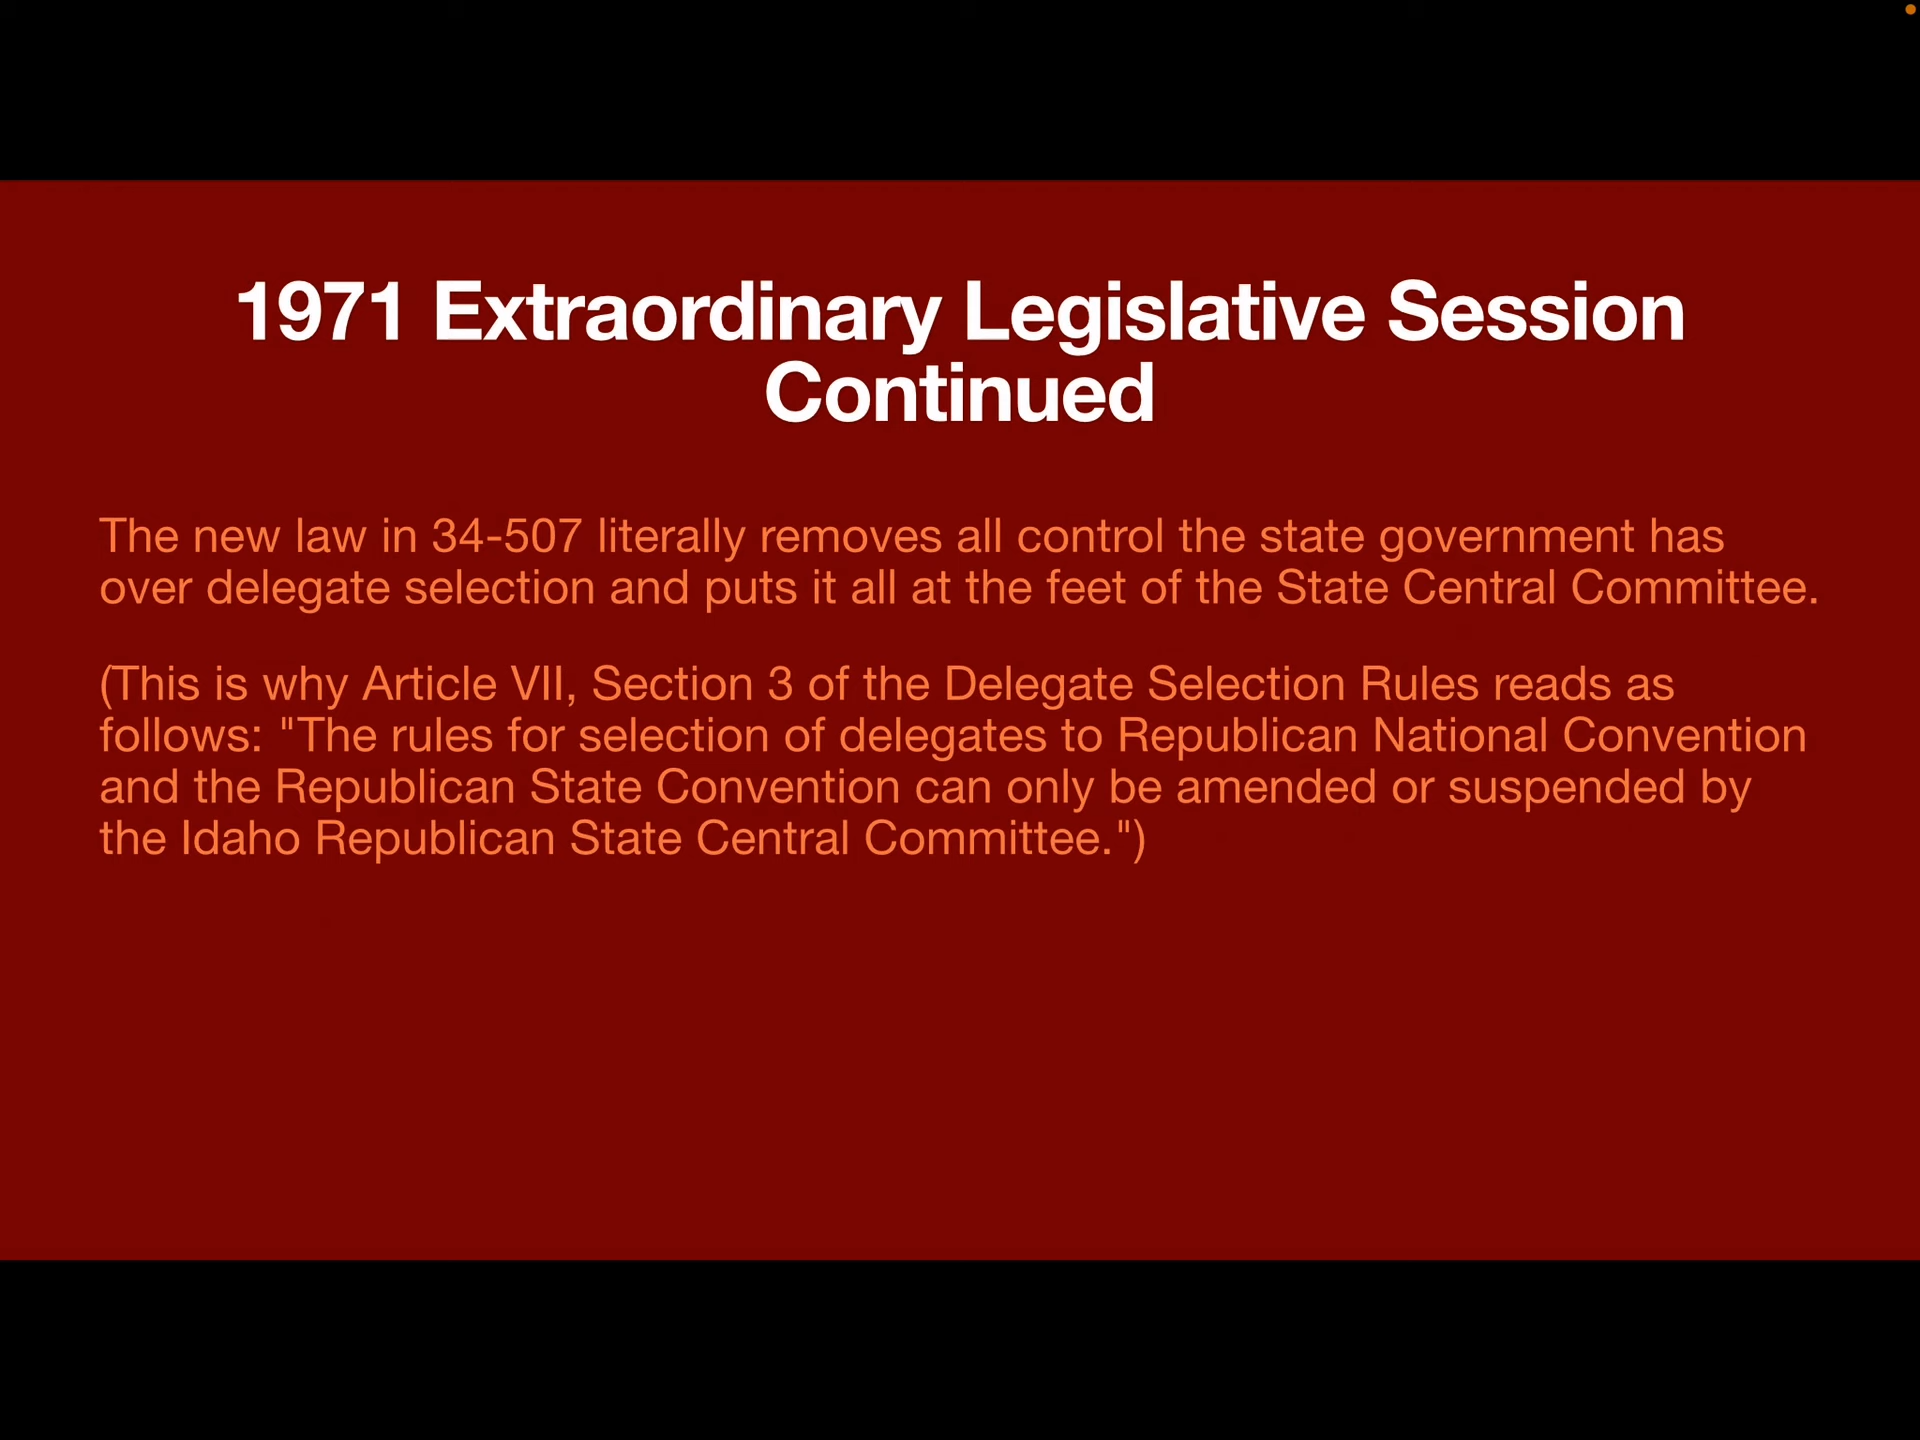 1971 Extraordinary Legislative Session
Continued
The new law in 34-507 literally removes all control the state government has
over delegate selection and puts it all at the feet of the State Central Committee.
(This is why Article VII, Section 3 of the Delegate Selection Rules reads as
follows: "The rules for selection of delegates to Republican National Convention
and the Republican State Convention can only be amended or suspended by
the Idaho Republican State Central Committee.")